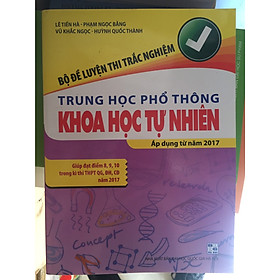 LÊ TIẾN HÀ - PHẠM NGỌC BẰNG
VŨ KHẮC NGỌC - HUỲNH QUỐC THÀNH
BỘ ĐỀ LUYỆN THI TRẮC NGHIỆM
TRUNG HỌC PHỔ THÔNG
KHOA HỌC TỰ NHIÊN
Áp dụng từ năm 2017
Giúp đạt điểm 8, 9, 10
trong kì thi THPT QG, ĐH, CĐ
năm 2017
friends
Concept